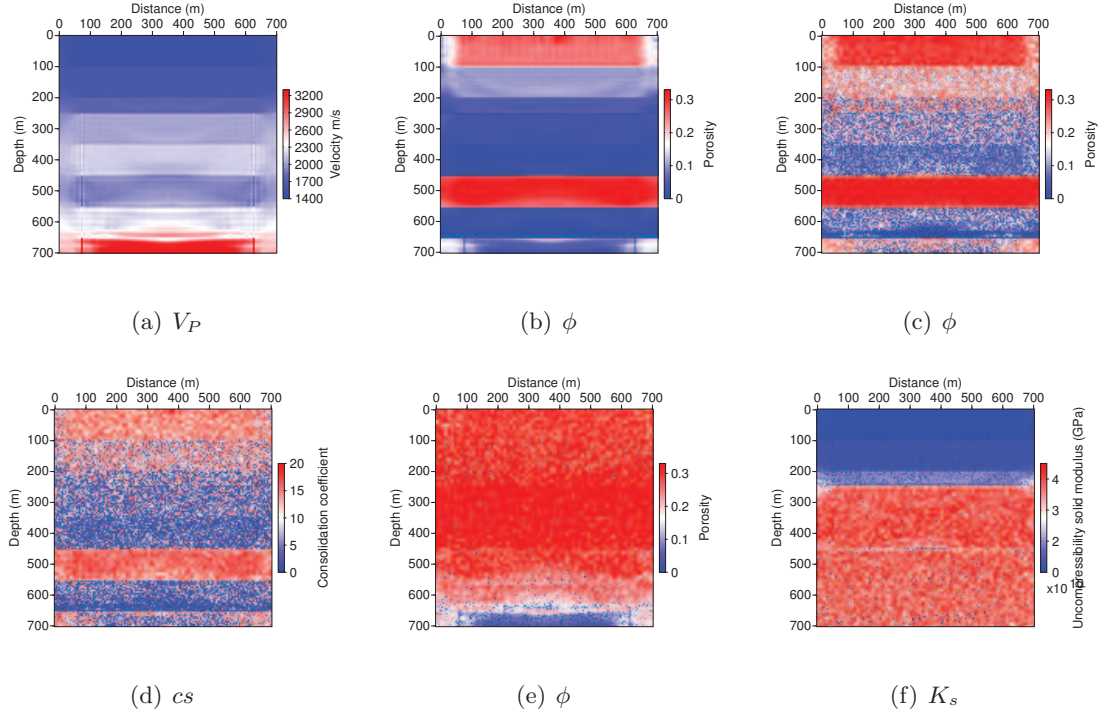 Distance (m)
0 100 200 300 400 500 600 700
0
100
200
300
400
500
600
700
Depth (m)
3200
2900
2600
2300
2000
1700
1400
Velocity m/s
(a) V_P
Distance (m)
0 100 200 300 400 500 600 700
0
100
200
300
400
500
600
700
Depth (m)
0.3
0.2
0.1
0
Porosity
(b) ϕ
Distance (m)
0 100 200 300 400 500 600 700
0
100
200
300
400
500
600
700
Depth (m)
0.3
0.2
0.1
0
Porosity
(c) ϕ
Distance (m)
0 100 200 300 400 500 600 700
0
100
200
300
400
500
600
700
Depth (m)
20
15
10
5
0
Consolidation coefficient
(d) cs
Distance (m)
0 100 200 300 400 500 600 700
0
100
200
300
400
500
600
700
Depth (m)
0.3
0.2
0.1
0
Porosity
(e) ϕ
Distance (m)
0 100 200 300 400 500 600 700
0
100
200
300
400
500
600
700
Depth (m)
4
3
2
1
0
x10
Uncompressibility solid modulus (GPa)
(f) K_s